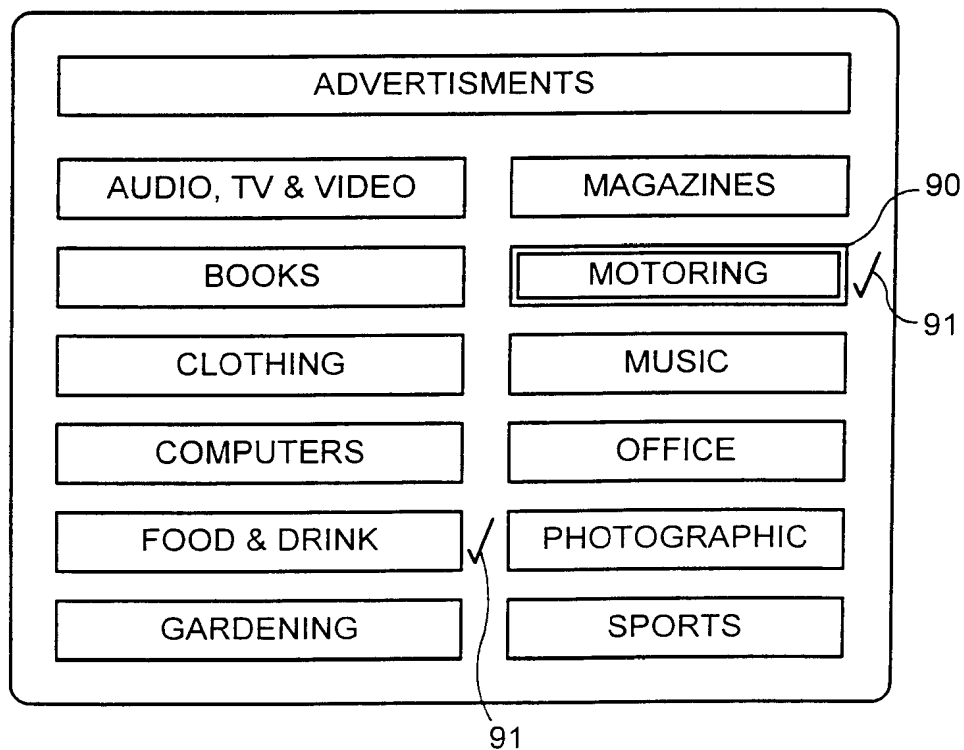 ADVERTISMENTS
AUDIO, TV & VIDEO
MAGAZINES
90
BOOKS
MOTORING
91
CLOTHING
MUSIC
COMPUTERS
OFFICE
FOOD & DRINK
PHOTOGRAPHIC
GARDENING
SPORTS
91